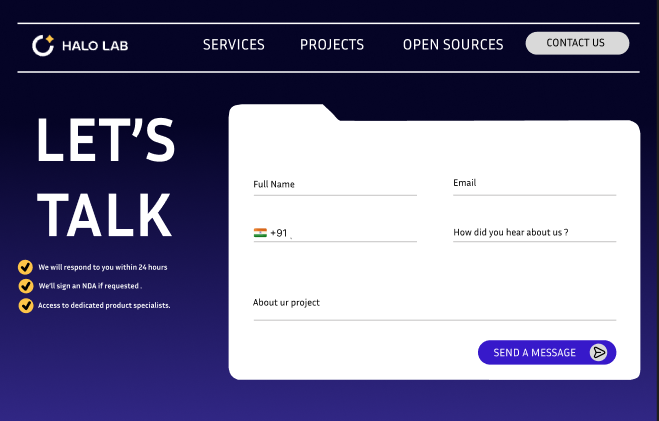 HALO LAB
SERVICES PROJECTS OPEN SOURCES CONTACT US
LET'S
TALK
We will respond to you within 24 hours
We'll sign an NDA if requested .
Access to dedicated product specialists.
Full Name Email
+91 . How did you hear about us ?
About ur project
SEND A MESSAGE